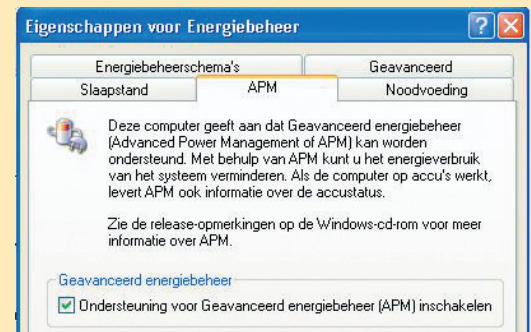 Eigenschappen voor Energiebeheer
Energiebeheerschema's Geavanceerd
Slaapstand APM Noodvoeding
Deze computer geeft aan dat Geavanceerd energiebeheer
(Advanced Power Management of APM) kan worden
ondersteund. Met behulp van APM kunt u het energieverbruik
van het systeem verminderen. Als de computer op accu's werkt,
levert APM ook informatie over de accustatus.
Zie de release-opmerkingen op de Windows-cd-rom voor meer
informatie over APM.
Geavanceerd energiebeheer
Ondersteuning voor Geavanceerd energiebeheer (APM) inschakelen